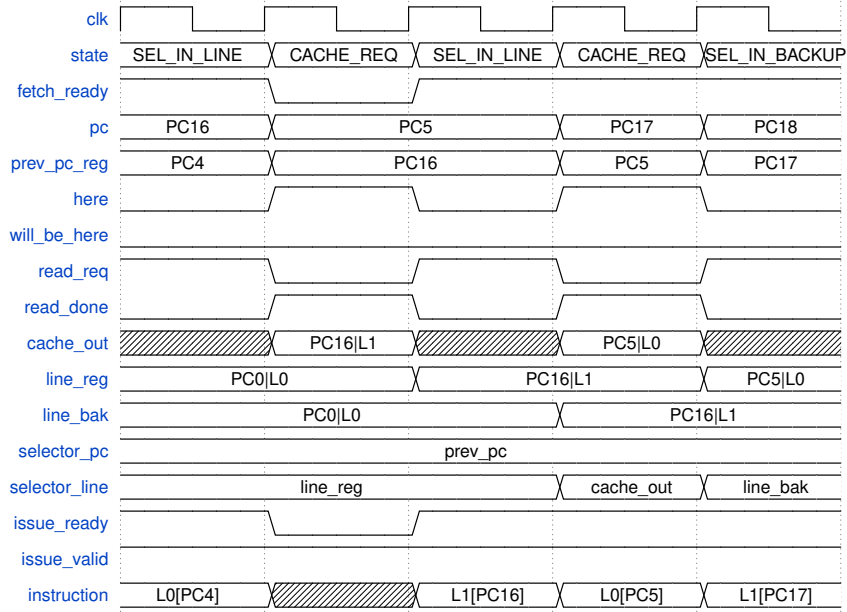 clk
state SEL_IN_LINE CACHE_REQ SEL_IN_LINE CACHE_REQ SEL_IN_BACKUP
fetch_ready
pc PC16 PC5 PC17 PC18
prev_pc_reg PC4 PC16 PC5 PC17
here
will_be_here
read_req
read_done
cache_out PC16|L1 PC5|L0
line_reg PC0|L0 PC16|L1 PC5|L0
line_bak PC0|L0 PC16|L1
selector_pc prev_pc
selector_line line_reg cache_out line_bak
issue_ready
issue_valid
instruction L0[PC4] L1[PC16] L0[PC5] L1[PC17]